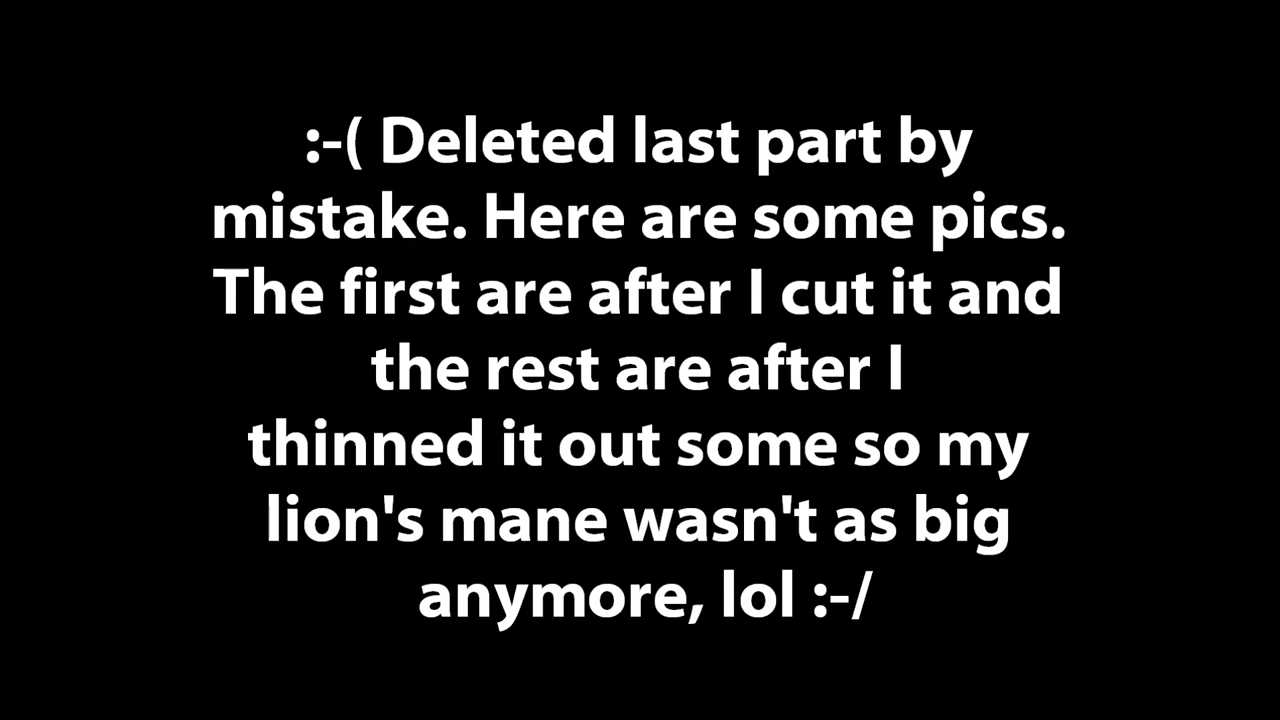 :-( Deleted last part by
mistake. Here are some pics.
The first are after I cut it and
the rest are after I
thinned it out some so my
lion's mane wasn't as big
anymore, lol :-/